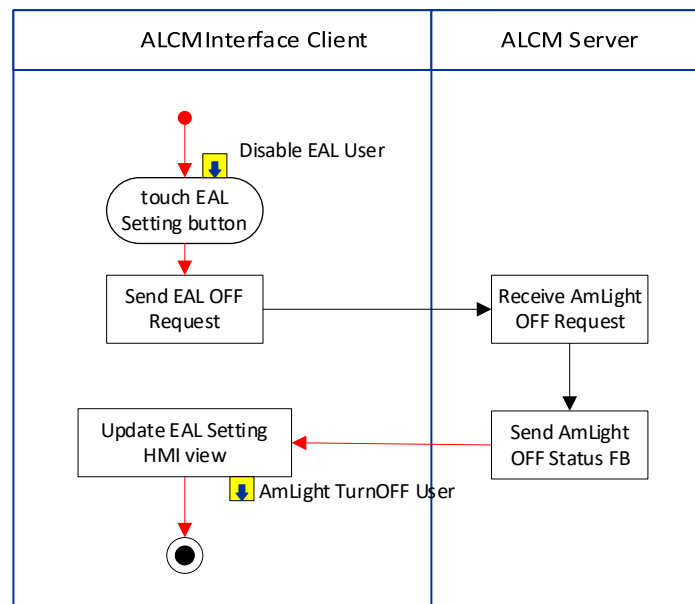 ALCMInterface Client
ALCM Server
Disable EAL User
touch EAL
Setting button
Send EAL OFF
Request
Receive AmLight
OFF Request
Update EAL Setting
HMI view
Send AmLight
OFF Status FB
AmLight TurnOFF User